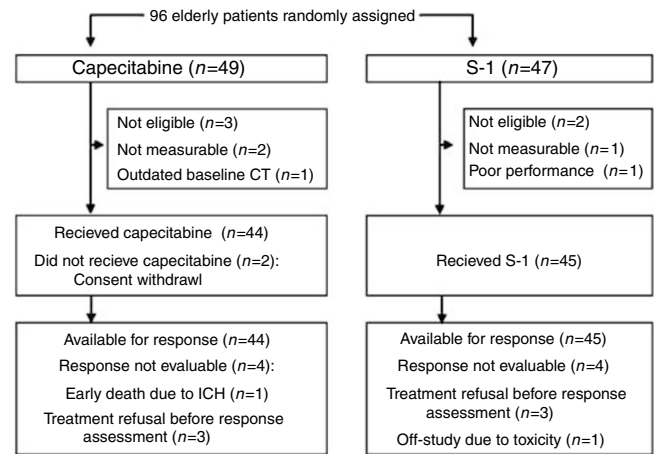 96 elderly patients randomly assigned
Capecitabine (n=49)
Not eligible (n=3)
Not measurable (n=2)
Outdated baseline CT (n=1)
Recieved capecitabine (n=44)
Did not recieve capecitabine (n=2):
Consent withdrawl
Available for response (n=44)
Response not evaluable (n=4):
Early death due to ICH (n=1)
Treatment refusal before response
assessment (n=3)
S-1 (n=47)
Not eligible (n=2)
Not measurable (n=1)
Poor performance (n=1)
Recieved S-1 (n=45)
Available for response (n=45)
Response not evaluable (n=4)
Treatment refusal before response
assessment (n=3)
Off-study due to toxicity (n=1)